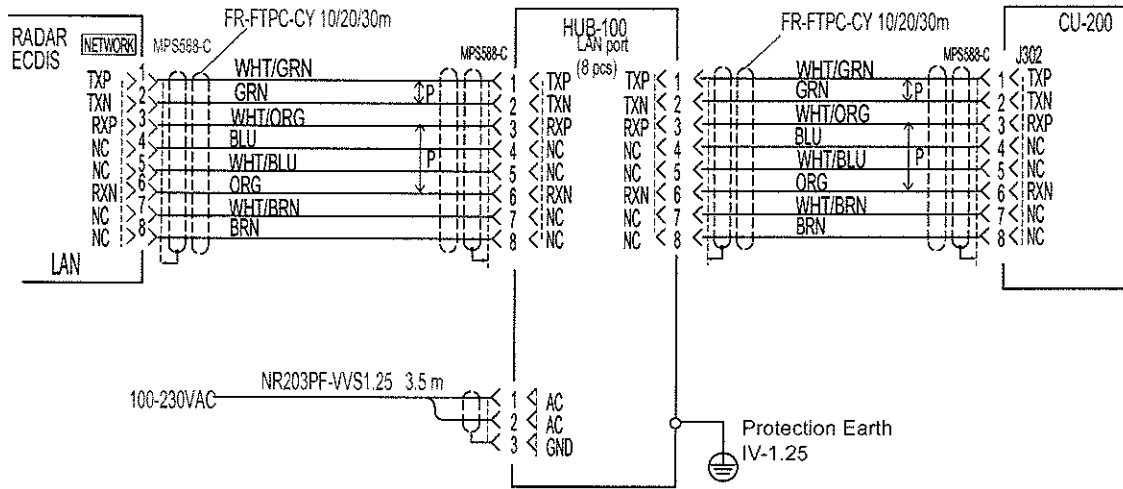 FR-FTPC-CY 10/20/30m
HUB-100
LAN port
(8 pcs)
FR-FTPC-CY 10/20/30m
CU-200
RADAR
ECDIS
NETWORK
MPS588-C
MPS588-C
MPS588-C
J302
TXP 1 WHT/GRN 1 TXP
TXN 2 GRN 2 TXN
RXP 3 WHT/ORG 3 RXP
NC 4 BLU 4 NC
NC 5 WHT/BLU 5 NC
RXN 6 ORG 6 RXN
NC 7 WHT/BRN 7 NC
NC 8 BRN 8 NC
P
P
TXP 1 WHT/GRN 1 TXP
TXN 2 GRN 2 TXN
RXP 3 WHT/ORG 3 RXP
NC 4 BLU 4 NC
NC 5 WHT/BLU 5 NC
RXN 6 ORG 6 RXN
NC 7 WHT/BRN 7 NC
NC 8 BRN 8 NC
P
P
LAN
100-230VAC
NR203PF-VVS1.25 3.5 m
1 AC
2 AC
3 GND
Protection Earth
IV-1.25